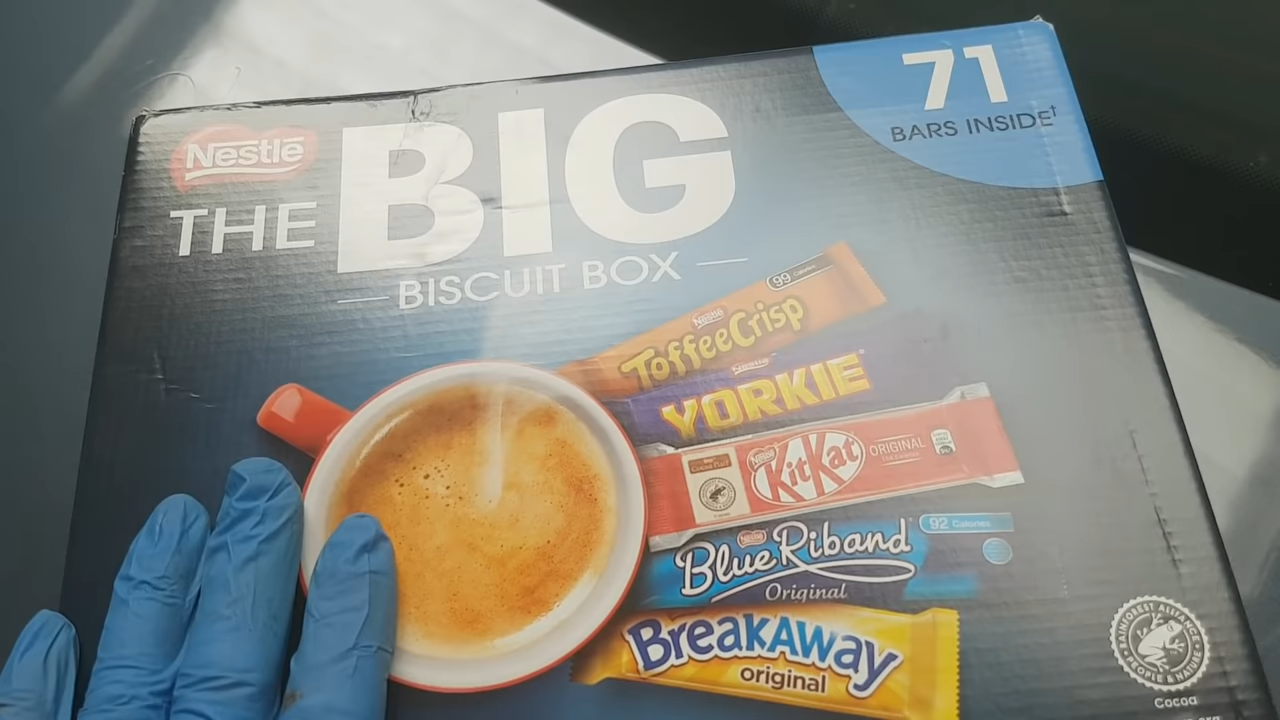 Nestlé
THE BIG
BISCUIT BOX
71
BARS INSIDE†
99 Calories
Nestlé
ToffeeCrisp
Nestlé
YORKIE
Nestlé
KitKat
ORIGINAL
92 Calories
Nestlé
Blue Riband
Original
BreakAway
original
RAINFOREST ALLIANCE
PEOPLE & NATURE
Cocoa